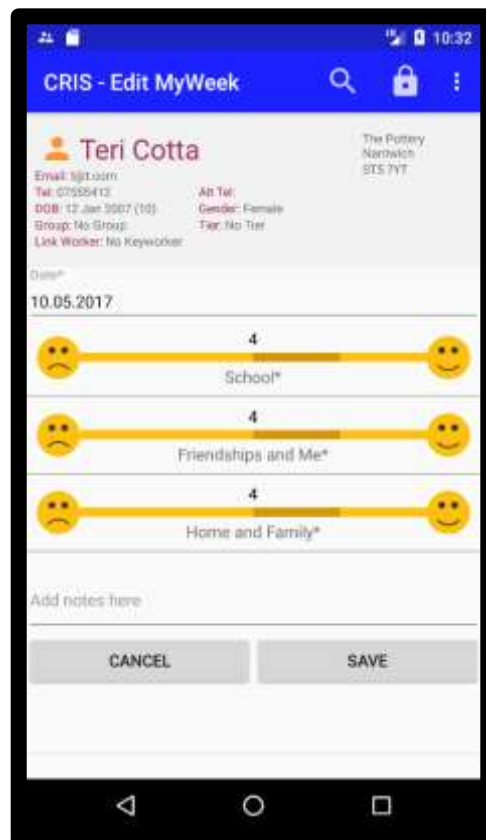 10:32
CRIS - Edit MyWeek
Teri Cotta
The Pottery
Nantwich
ST5 7YT
Email:
Tel: 07555412 Alt Tel:
DOB: 12 Jan 2007 (10) Gender: Female
Group: No Group Tier: No Tier
Link Worker: No Keyworker
Date*
10.05.2017
4
School*
4
Friendships and Me*
4
Home and Family*
Add notes here
CANCEL SAVE